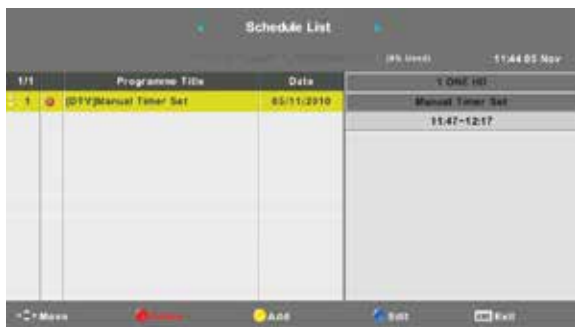 Schedule List
(0% Used) 11:44 05 Nov
1/1 Programme Title Date 1 ONE HD
1 [DTV]Manual Timer Set 05/11/2010 Manual Timer Set
11:47~12:17
Move Delete Add Edit Exit